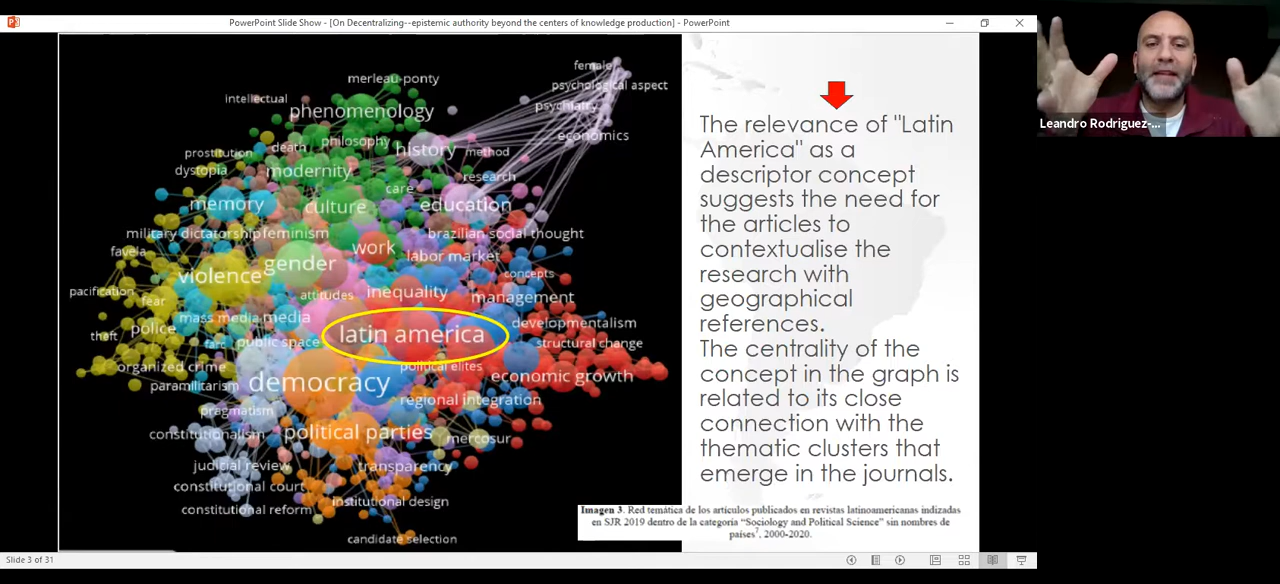 PowerPoint Slide Show - [On Decentralizing--epistemic authority beyond the centers of knowledge production] - PowerPoint
female
merleau-ponty
psychological aspect
intellectual
phenomenology
psychiatry
economics
death
philosophy
history
prostitution
method
dystopia
modernity
research
care
memory
culture
education
military dictatorship
feminism
brazilian social thought
favela
work
labor market
violence
gender
concepts
pacification
attitudes
inequality
management
fear
theft
police
mass media
media
latin america
developmentalism
farc
public space
structural change
organized crime
political elites
paramilitarism
democracy
economic growth
regional integration
pragmatism
constitutionalism
political parties
mercosur
judicial review
transparency
constitutional court
institutional design
constitutional reform
candidate selection
The relevance of "Latin
America" as a
descriptor concept
suggests the need for
the articles to
contextualise the
research with
geographical
references.
The centrality of the
concept in the graph is
related to its close
connection with the
thematic clusters that
emerge in the journals.
Imagen 3. Red temática de los artículos publicados en revistas latinoamericanas indizadas
en SJR 2019 dentro de la categoría “Sociology and Political Science” sin nombres de
países⁷, 2000-2020.
Leandro Rodriguez-...
Slide 3 of 31